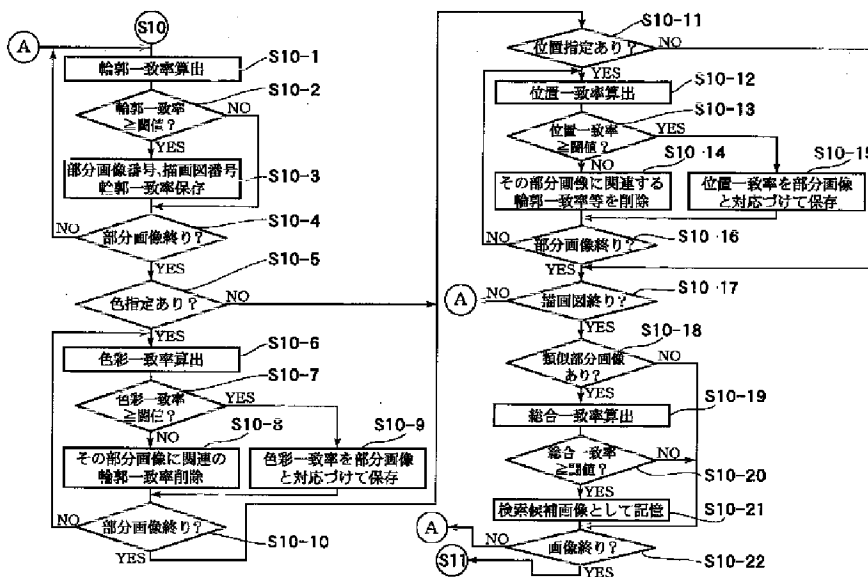 S10
A
S10-1
輪郭一致率算出
S10-2
輪郭一致率
≧閾値?
NO
YES
部分画像番号、描画図番号
輪郭一致率保存
S10-3
S10-4
部分画像終り?
NO
YES
S10-5
色指定あり?
NO
YES
S10-6
色彩一致率算出
S10-7
色彩一致率
≧閾値?
YES
NO
S10-8
その部分画像に関連の
輪郭一致率削除
S10-9
色彩一致率を部分画像
と対応づけて保存
部分画像終り?
NO
YES
S10-10
S10-11
位置指定あり?
NO
YES
S10-12
位置一致率算出
S10-13
位置一致率
≧閾値?
YES
NO
S10-14
その部分画像に関連する
輪郭一致率等を削除
S10-15
位置一致率を部分画像
と対応づけて保存
部分画像終り?
NO
S10-16
YES
A
NO
描画図終り?
S10-17
YES
S10-18
類似部分画像
あり?
NO
YES
S10-19
総合一致率算出
総合一致率
≧閾値?
NO
S10-20
YES
検索候補画像として記憶
S10-21
A
NO
画像終り?
S10-22
S11
YES